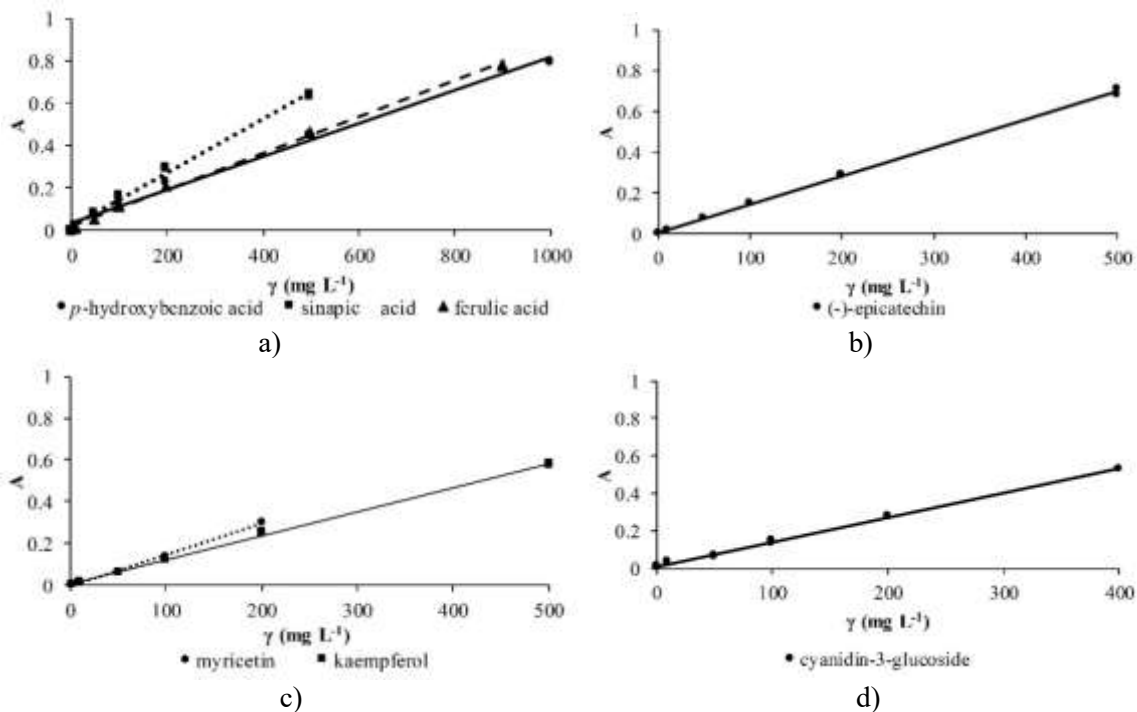 1
0.8
0.6
0.4
0.2
0
A
0 200 400 600 800 1000
γ (mg L-1)
● p-hydroxybenzoic acid ■ sinapic acid ▲ ferulic acid
a)
1
0.8
0.6
0.4
0.2
0
A
0 100 200 300 400 500
γ (mg L-1)
● (-)-epicatechin
b)
1
0.8
0.6
0.4
0.2
0
A
0 100 200 300 400 500
γ (mg L-1)
● myricetin ■ kaempferol
c)
1
0.8
0.6
0.4
0.2
0
A
0 100 200 300 400
γ (mg L-1)
● cyanidin-3-glucoside
d)